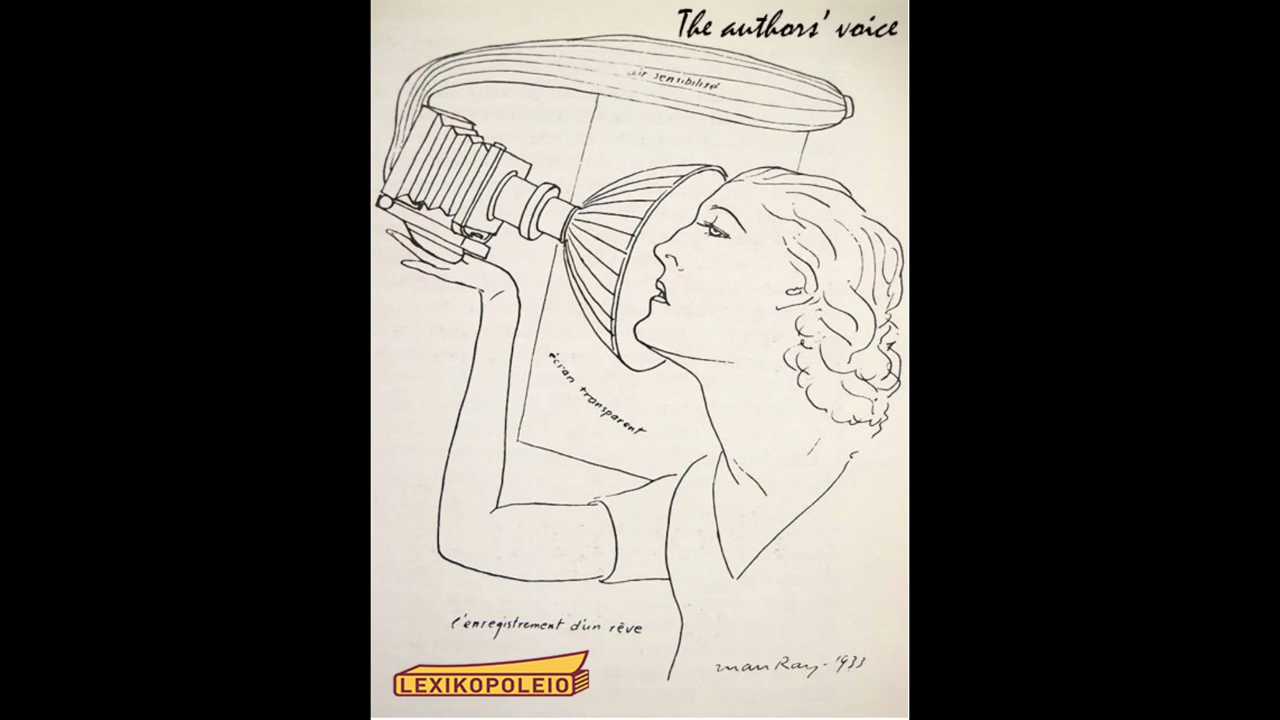 The authors' voice
air sensibilisé
écran transparent
l'enregistrement d'un rêve
man Ray - 1933
LEXIKOPOLEIO